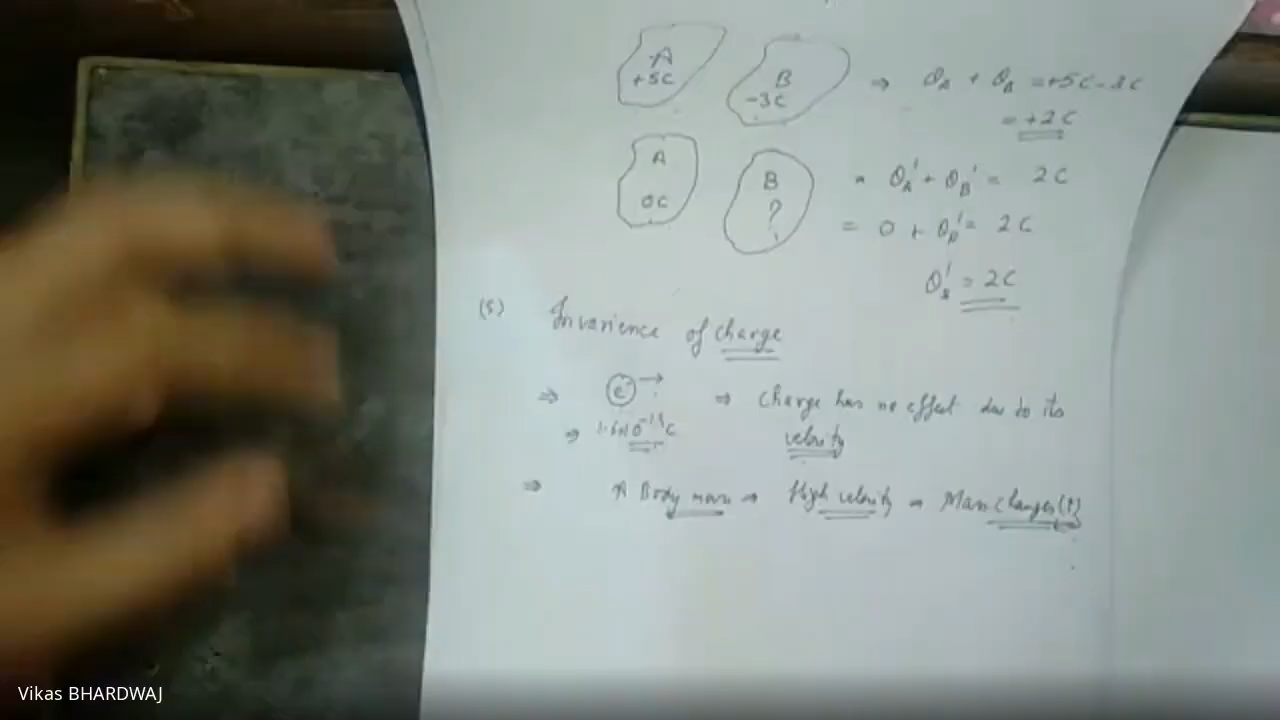 A
+5C
B
-3C
⇒ Q_A + Q_B = +5C - 3C
= +2C
A
0C
B
?
= Q_A' + Q_B' = 2C
= 0 + Q_B' = 2C
Q_B' = 2C
(5) Invarience of charge
⇒ e⁻ → ⇒ Charge has no effect due to its
velocity
⇒ 1.6×10⁻¹⁹C
⇒ A Body move → High velocity → Mass changes(↑)
Vikas BHARDWAJ